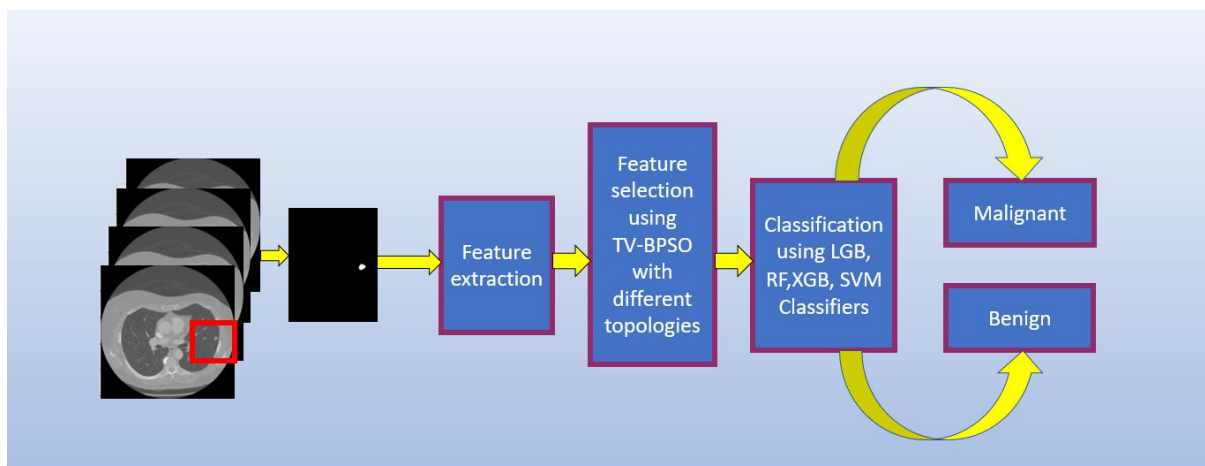 Feature
extraction
Feature
selection
using
TV-BPSO
with
different
topologies
Classification
using LGB,
RF,XGB, SVM
Classifiers
Malignant
Benign